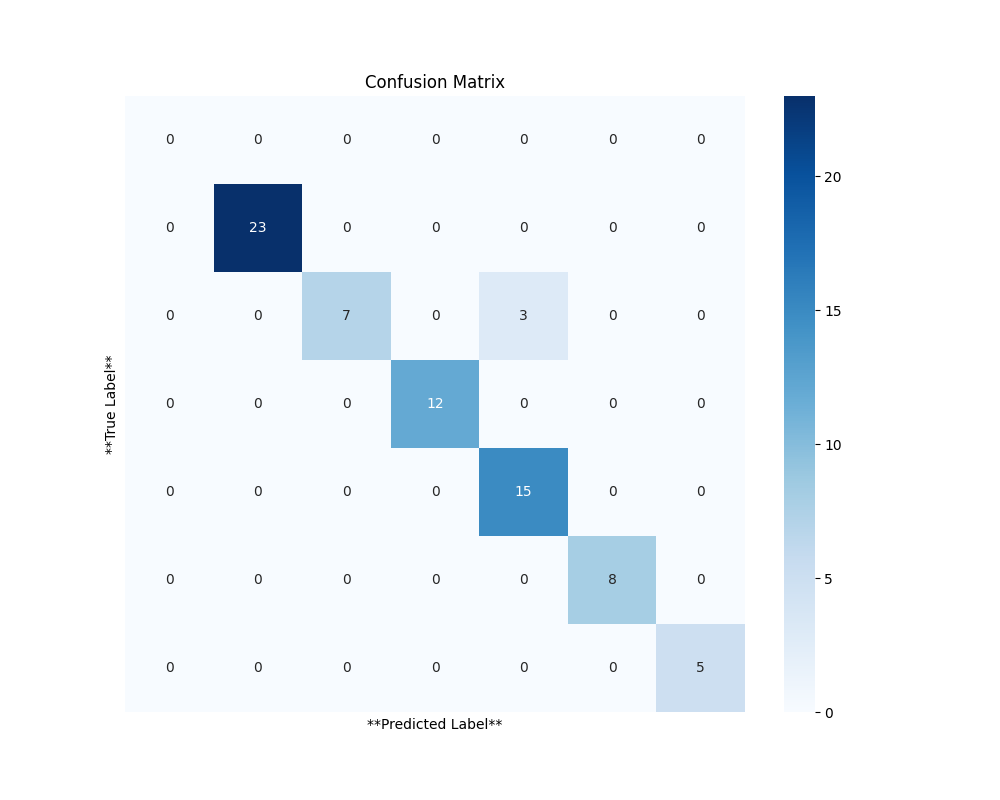 Confusion Matrix
0 0 0 0 0 0 0
0 23 0 0 0 0 0
0 0 7 0 3 0 0
0 0 0 12 0 0 0
0 0 0 0 15 0 0
0 0 0 0 0 8 0
0 0 0 0 0 0 5
**True Label**
**Predicted Label**
20
15
10
5
0